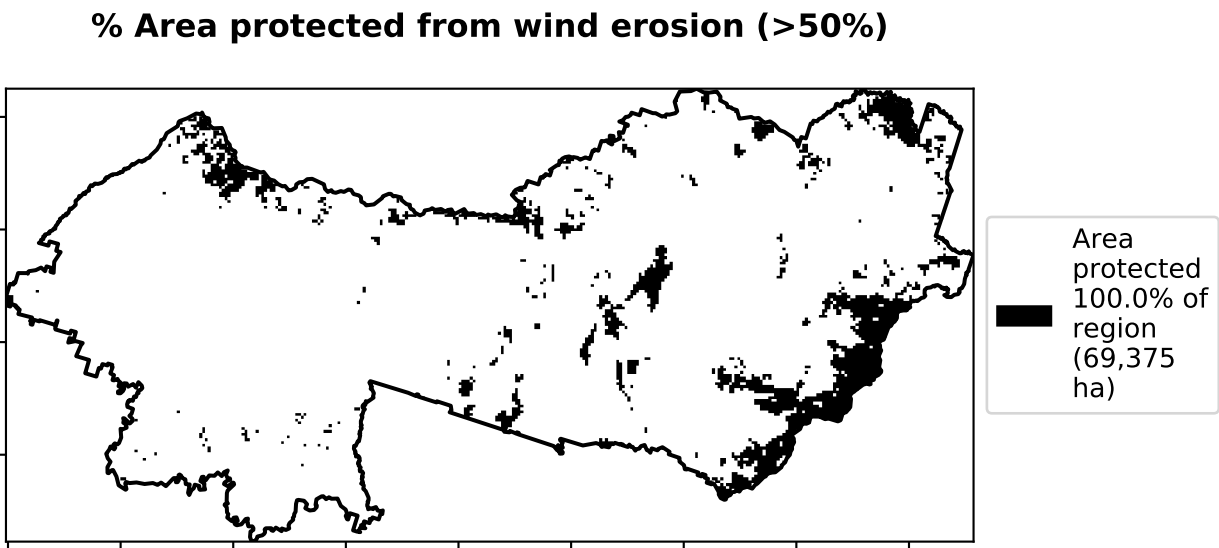 % Area protected from wind erosion (>50%)
Area
protected
100.0% of
region
(69,375
ha)